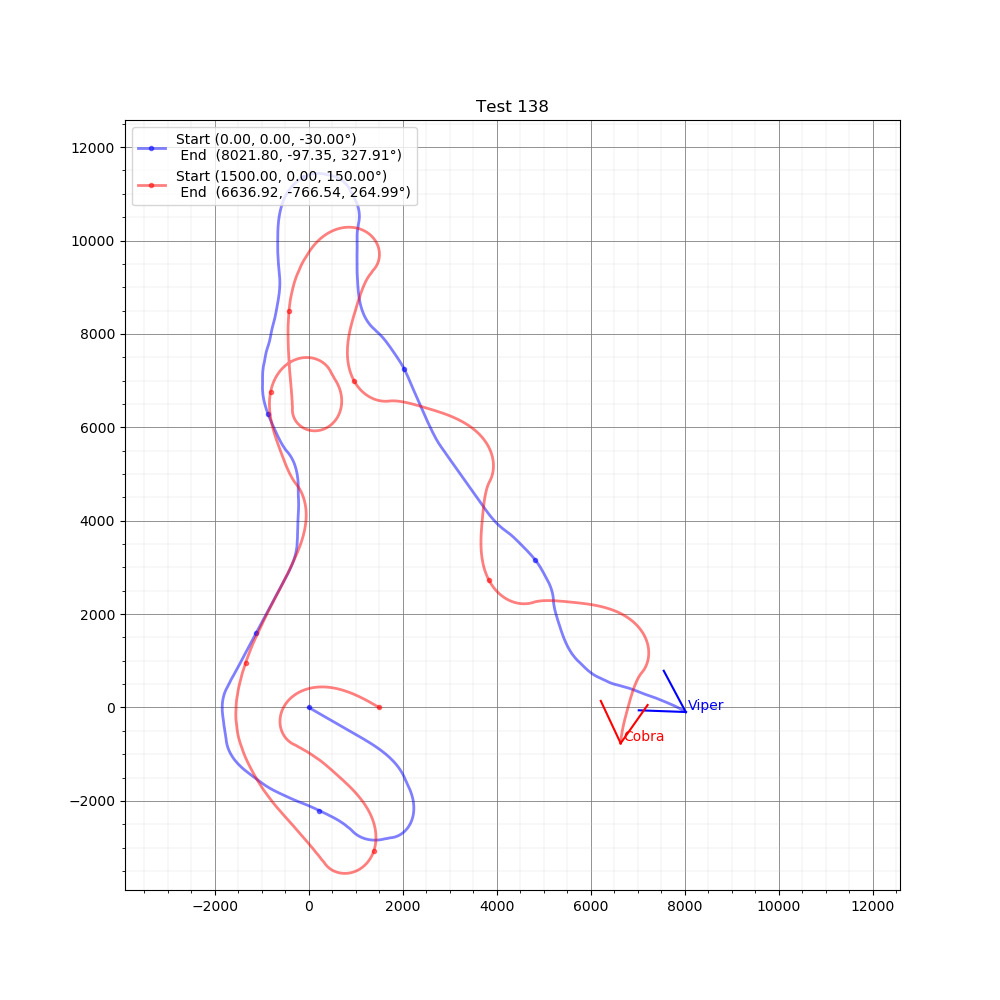 Test 138
Start (0.00, 0.00, -30.00°)
End (8021.80, -97.35, 327.91°)
Start (1500.00, 0.00, 150.00°)
End (6636.92, -766.54, 264.99°)
12000
10000
8000
6000
4000
2000
0
−2000
Viper
Cobra
−2000 0 2000 4000 6000 8000 10000 12000